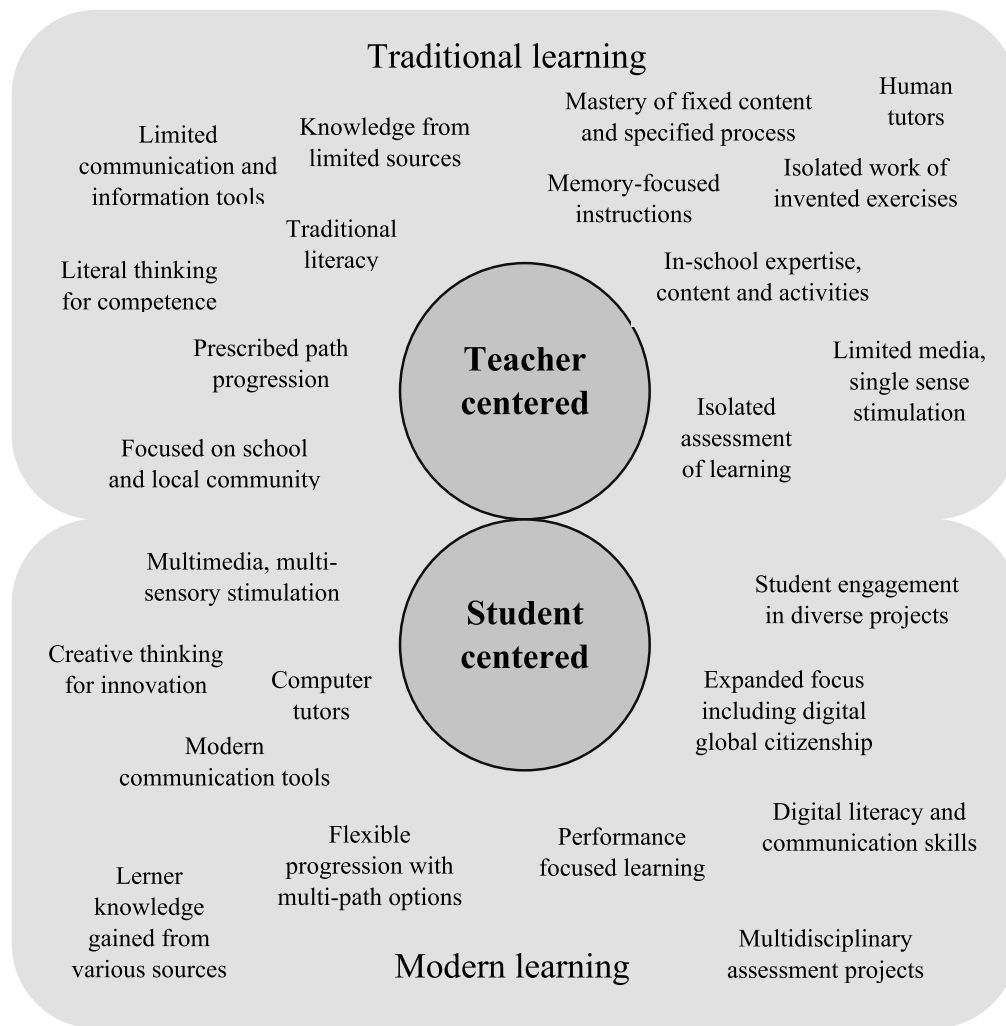 Traditional learning
Limited
communication and
information tools
Knowledge from
limited sources
Mastery of fixed content
and specified process
Human
tutors
Memory-focused
instructions
Isolated work of
invented exercises
Traditional
literacy
Literal thinking
for competence
In-school expertise,
content and activities
Prescribed path
progression
Teacher
centered
Limited media,
single sense
stimulation
Isolated
assessment
of learning
Focused on school
and local community
Multimedia, multi-
sensory stimulation
Student
centered
Student engagement
in diverse projects
Creative thinking
for innovation
Computer
tutors
Expanded focus
including digital
global citizenship
Modern
communication tools
Flexible
progression with
multi-path options
Performance
focused learning
Digital literacy and
communication skills
Lerner
knowledge
gained from
various sources
Modern learning
Multidisciplinary
assessment projects